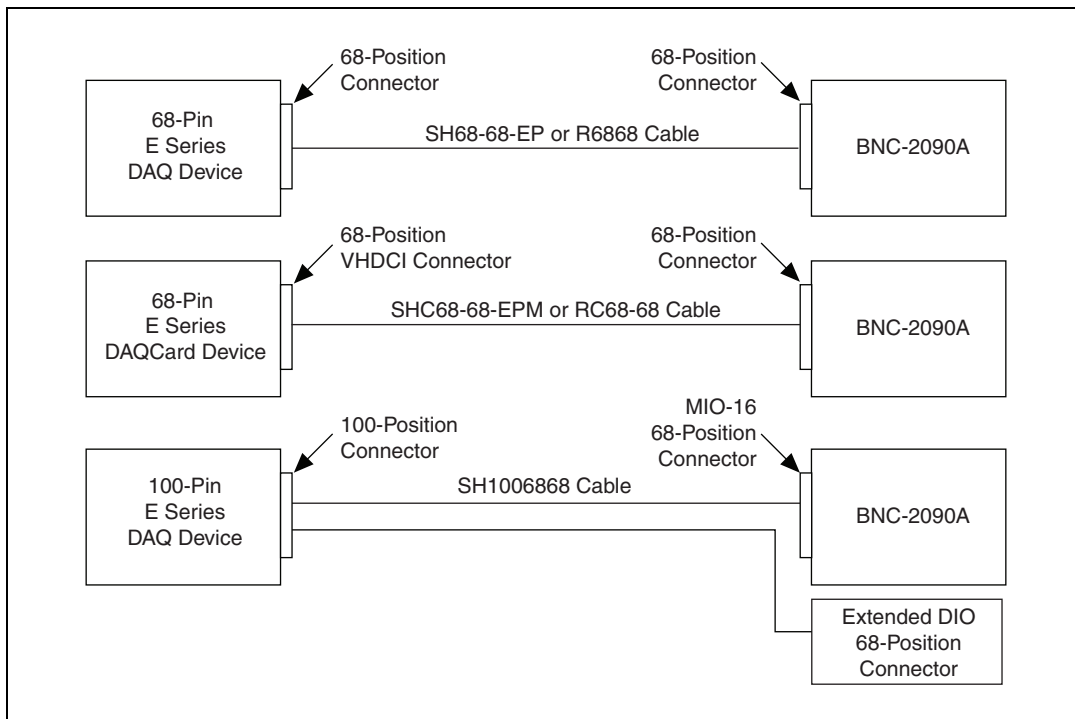 68-Position
Connector
68-Position
Connector
68-Pin
E Series
DAQ Device
SH68-68-EP or R6868 Cable
BNC-2090A
68-Position
VHDCI Connector
68-Position
Connector
68-Pin
E Series
DAQCard Device
SHC68-68-EPM or RC68-68 Cable
BNC-2090A
100-Position
Connector
MIO-16
68-Position
Connector
100-Pin
E Series
DAQ Device
SH1006868 Cable
BNC-2090A
Extended DIO
68-Position
Connector